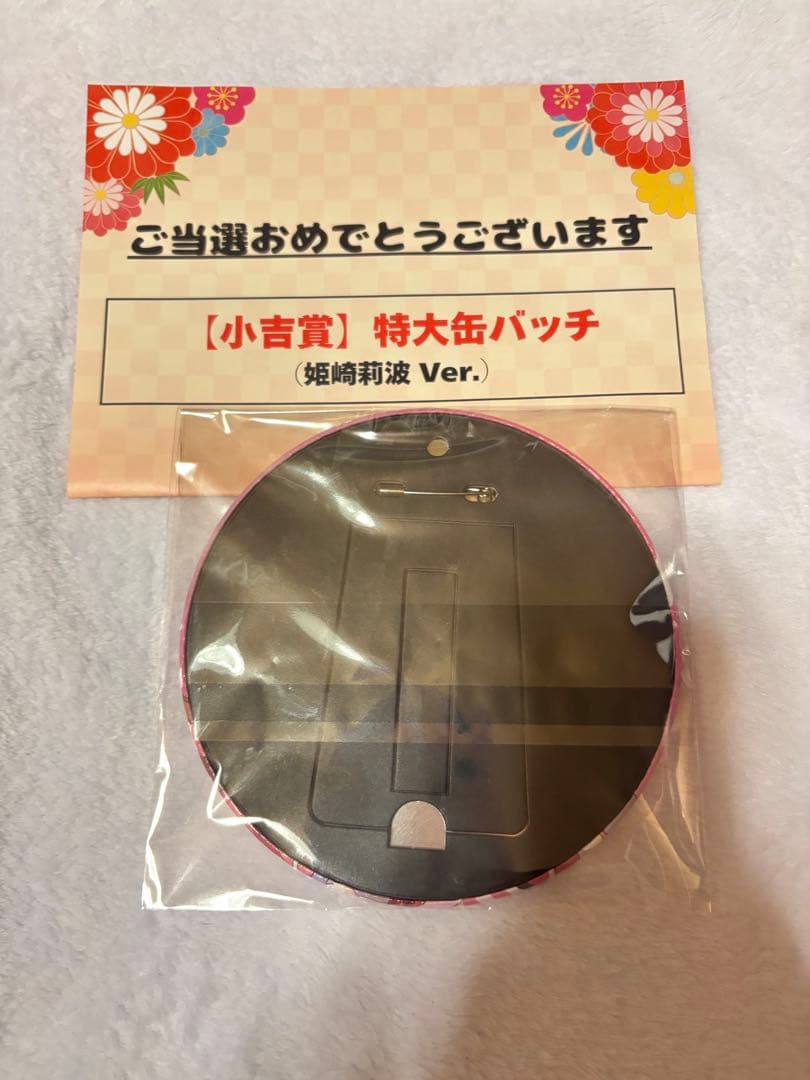 ご当選おめでとうございます
【小吉賞】特大缶バッチ
（姫崎莉波 Ver.）